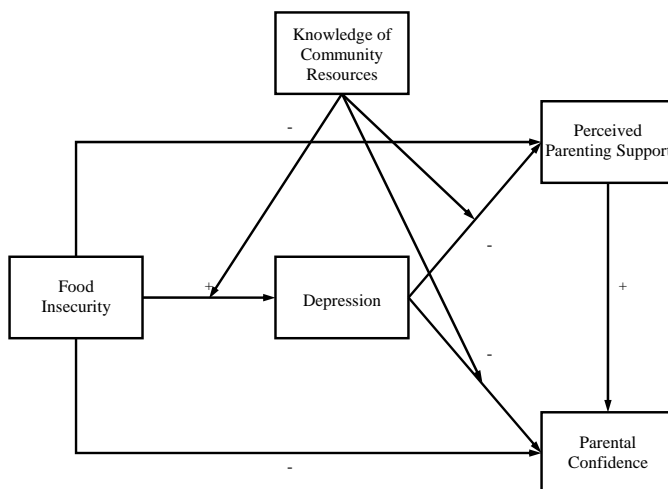 Knowledge of
Community
Resources
-
Perceived
Parenting Support
-
Food
Insecurity
+
Depression
+
-
-
Parental
Confidence